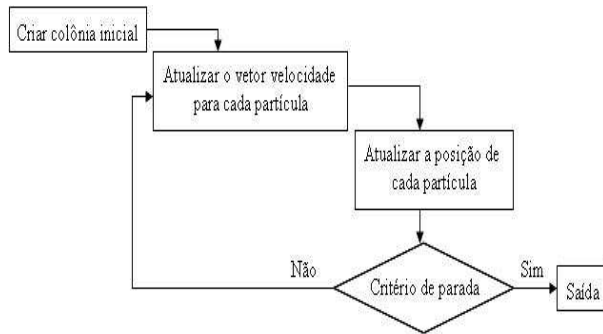 Criar colônia inicial
Atualizar o vetor velocidade
para cada partícula
Atualizar a posição de
cada partícula
Não
Critério de parada
Sim
Saída